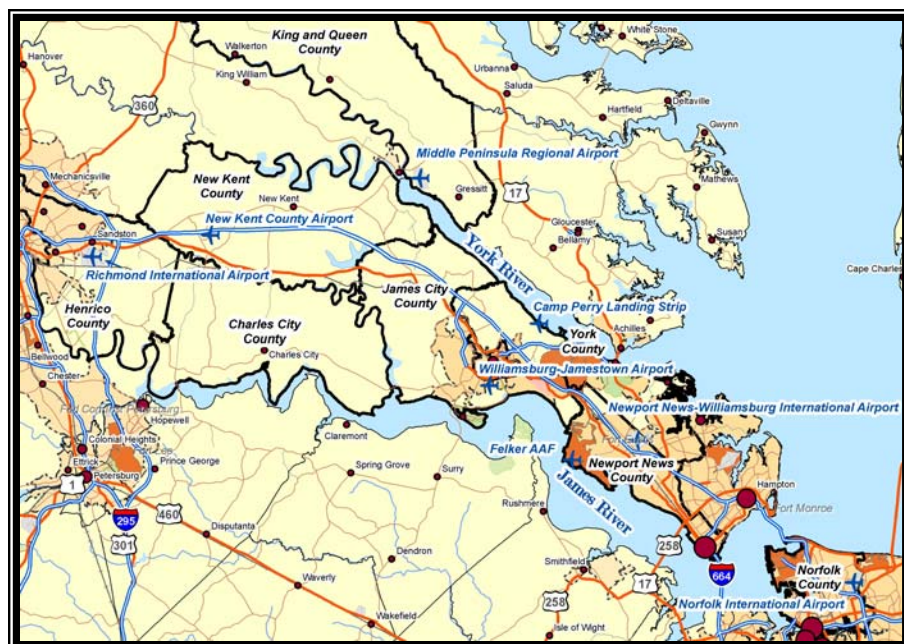 King and Queen
County
White Stone
Walkerton
Hanover
King William
Urbanna
Saluda
Deltaville
Hartfield
360
Gwynn
Middle Peninsula Regional Airport
Mechanicsville
New Kent
County
Gressitt
17
Mathews
New Kent
New Kent County Airport
Gloucester
Bellamy
Susan
Sandston
York River
Richmond International Airport
Cape Charles
James City
County
Henrico
County
Camp Perry Landing Strip
Charles City
County
York
County
Achilles
Bellwood
Charles City
Chester
Williamsburg-Jamestown Airport
Hopewell
Newport News-Williamsburg International Airport
Claremont
Colonial Heights
Fort Lee
Felker AAF
Ettrick
Prince George
Spring Grove
Surry
Newport News
County
Petersburg
Hampton
1
James River
Fort Monroe
460
Rushmere
295
301
Disputanta
258
Dendron
Smithfield
664
Norfolk
County
Waverly
17
258
Norfolk International Airport
Wakefield
Isle of Wight